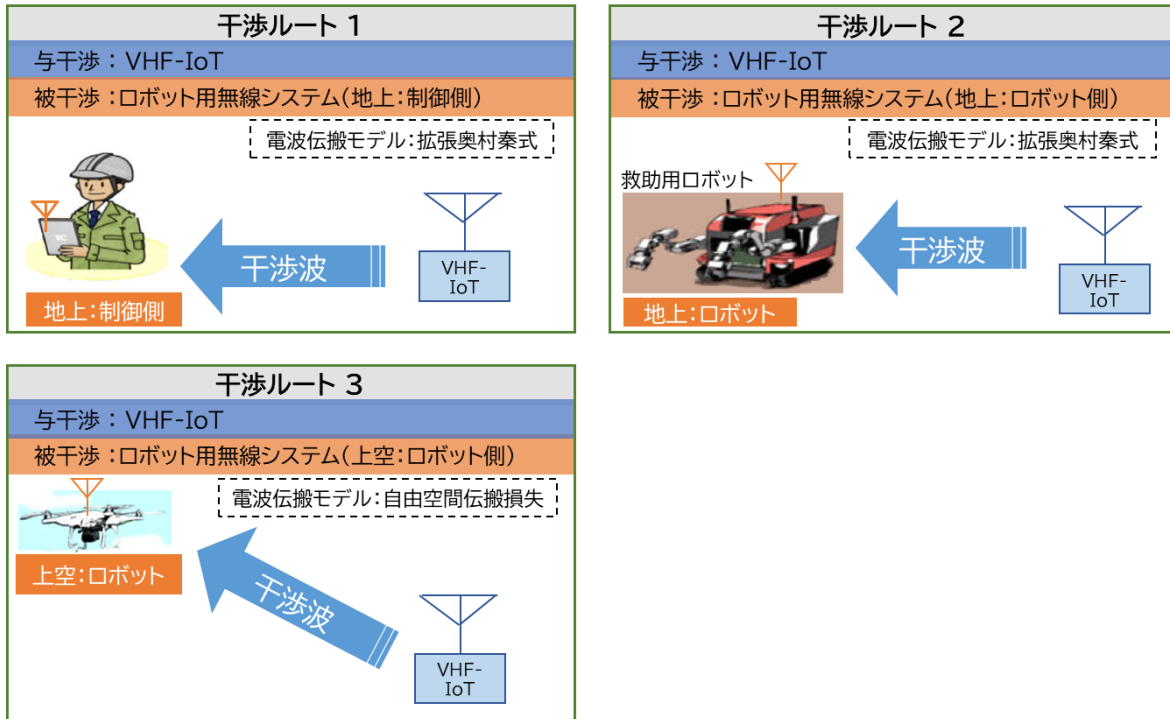 干渉ルート 1
与干渉 : VHF-IoT
被干渉 :ロボット用無線システム(地上:制御側)
電波伝搬モデル:拡張奥村秦式
干渉波
VHF-
IoT
地上:制御側
干渉ルート 2
与干渉 : VHF-IoT
被干渉 :ロボット用無線システム(地上:ロボット側)
電波伝搬モデル:拡張奥村秦式
救助用ロボット
干渉波
VHF-
IoT
地上:ロボット
干渉ルート 3
与干渉 : VHF-IoT
被干渉 :ロボット用無線システム(上空:ロボット側)
電波伝搬モデル:自由空間伝搬損失
上空:ロボット
干渉波
VHF-
IoT